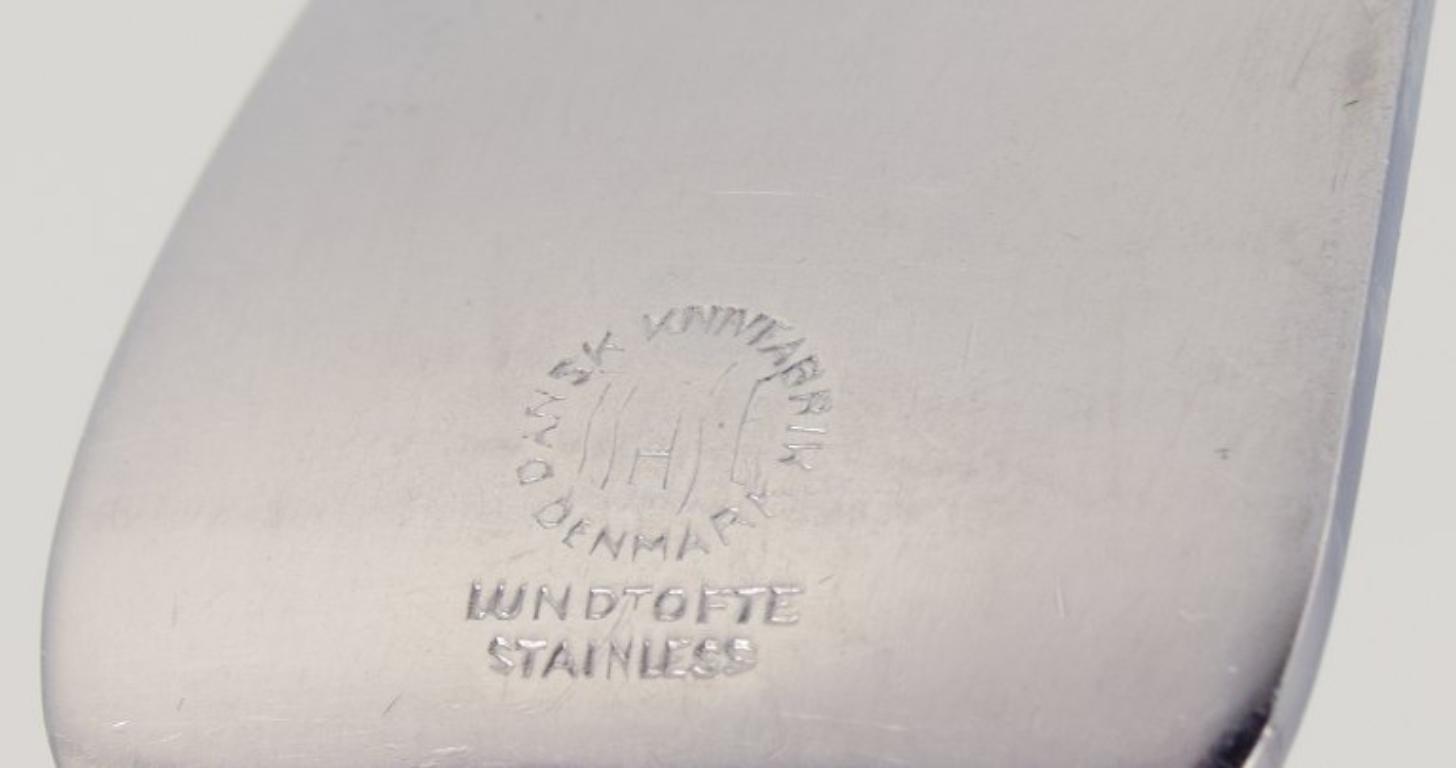 DANSK KNIVFABRIK
H
DENMARK
LUNDTOFTE
STAINLESS